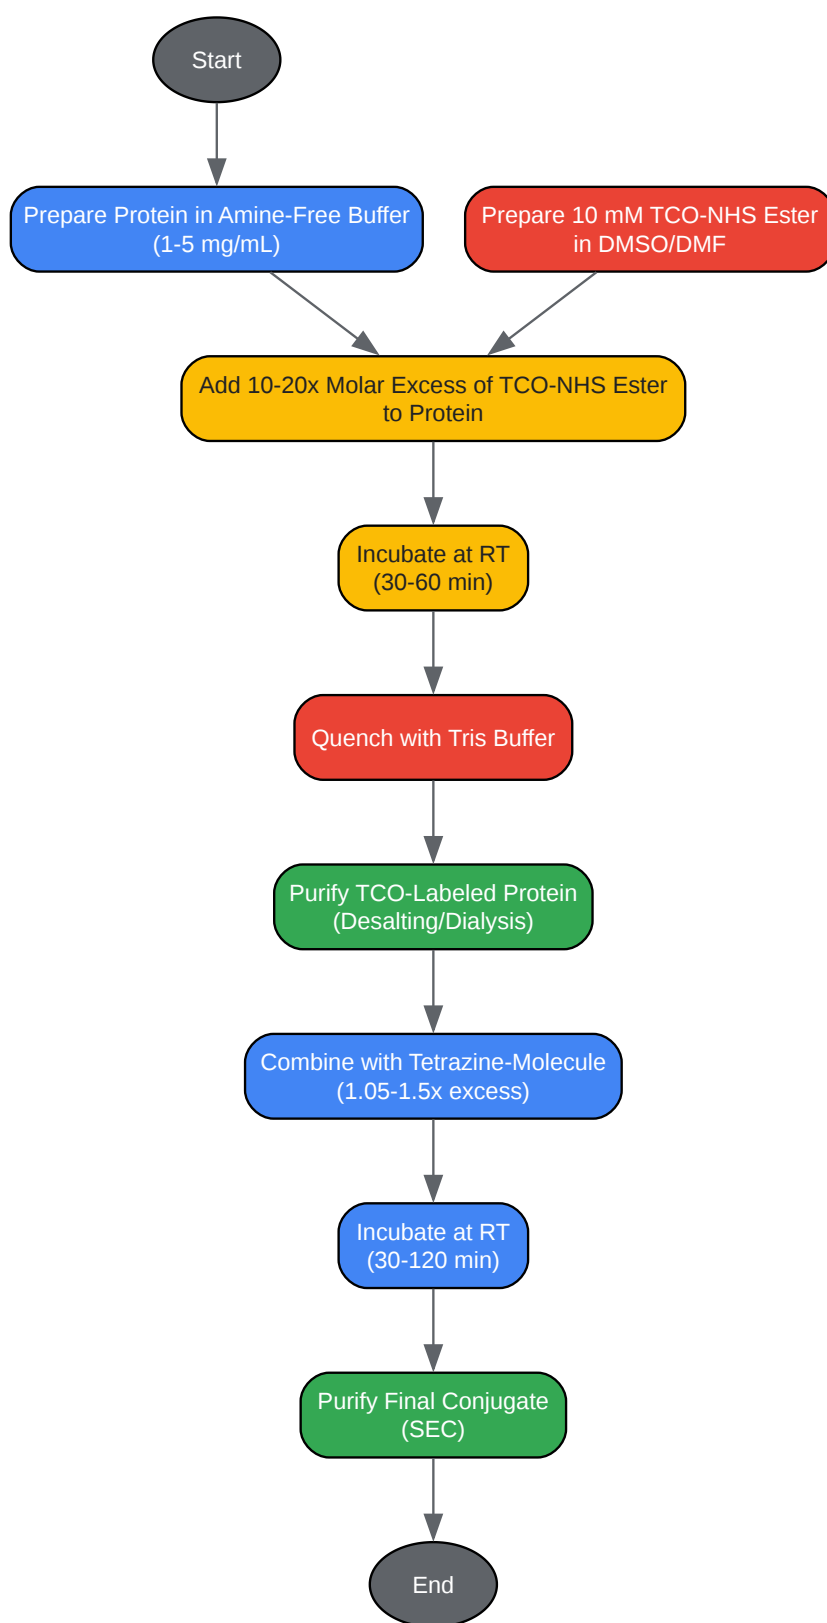 Start
Prepare Protein in Amine-Free Buffer
(1-5 mg/mL)
Prepare 10 mM TCO-NHS Ester
in DMSO/DMF
Add 10-20x Molar Excess of TCO-NHS Ester
to Protein
Incubate at RT
(30-60 min)
Quench with Tris Buffer
Purify TCO-Labeled Protein
(Desalting/Dialysis)
Combine with Tetrazine-Molecule
(1.05-1.5x excess)
Incubate at RT
(30-120 min)
Purify Final Conjugate
(SEC)
End